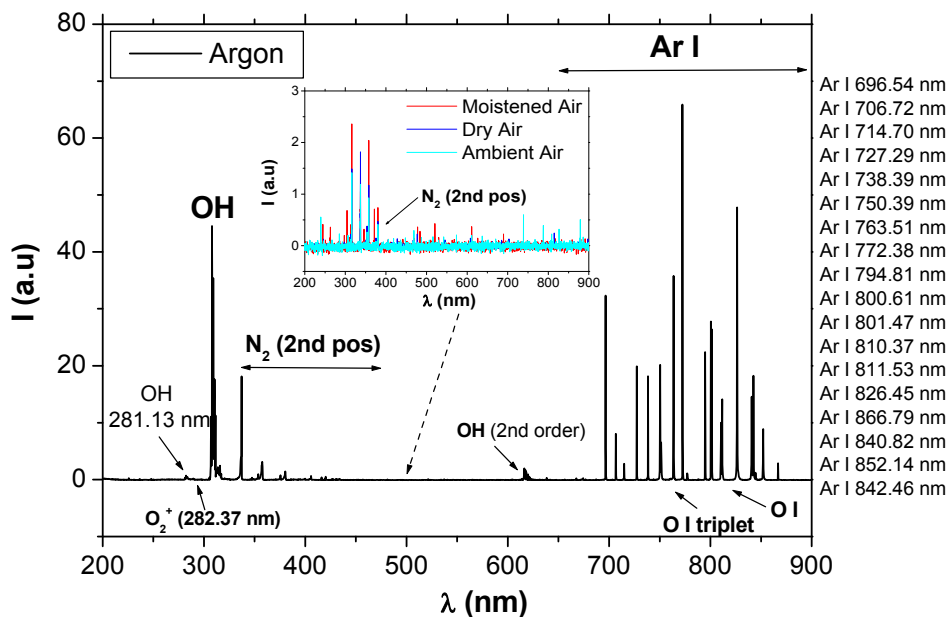 80
60
40
20
0
I (a.u)
Argon
Ar I
OH
3
2
1
0
I (a.u)
Moistened Air
Dry Air
Ambient Air
N₂ (2nd pos)
200 300 400 500 600 700 800 900
λ (nm)
N₂ (2nd pos)
OH
281.13 nm
O₂⁺ (282.37 nm)
OH (2nd order)
O I triplet
O I
200 300 400 500 600 700 800 900
λ (nm)
Ar I 696.54 nm
Ar I 706.72 nm
Ar I 714.70 nm
Ar I 727.29 nm
Ar I 738.39 nm
Ar I 750.39 nm
Ar I 763.51 nm
Ar I 772.38 nm
Ar I 794.81 nm
Ar I 800.61 nm
Ar I 801.47 nm
Ar I 810.37 nm
Ar I 811.53 nm
Ar I 826.45 nm
Ar I 866.79 nm
Ar I 840.82 nm
Ar I 852.14 nm
Ar I 842.46 nm